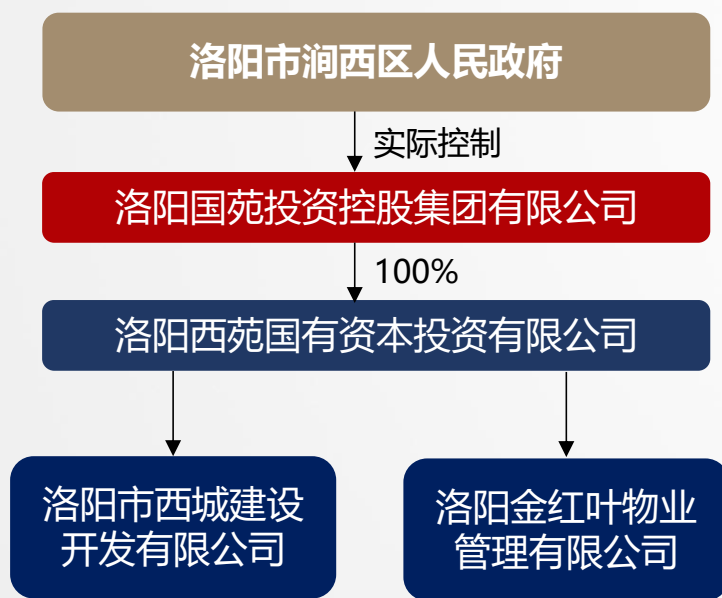 洛阳市涧西区人民政府
实际控制
洛阳国苑投资控股集团有限公司
100%
洛阳西苑国有资本投资有限公司
洛阳市西城建设
开发有限公司
洛阳金红叶物业
管理有限公司